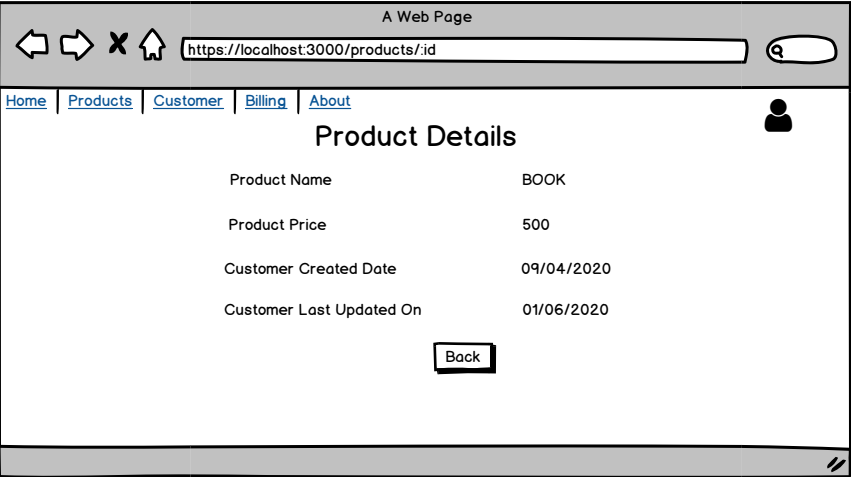 A Web Page
https://localhost:3000/products/:id
Home Products Customer Billing About
Product Details
Product Name BOOK
Product Price 500
Customer Created Date 09/04/2020
Customer Last Updated On 01/06/2020
Back